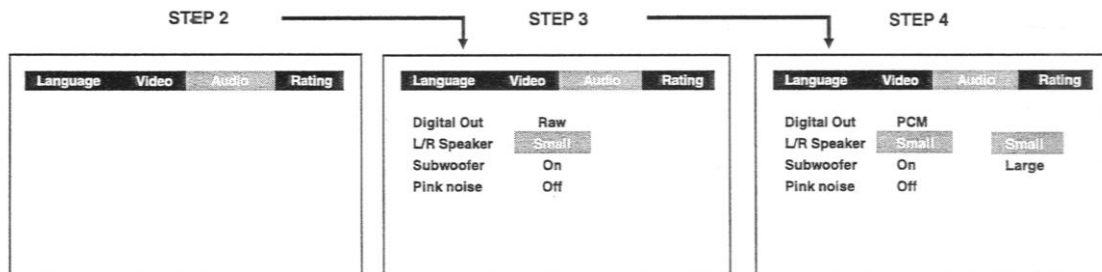 STEP 2
STEP 3
STEP 4
Language Video Audio Rating
Language Video Audio Rating
Digital Out Raw
L/R Speaker Small
Subwoofer On
Pink noise Off
Language Video Audio Rating
Digital Out PCM
L/R Speaker Small Small
Subwoofer On Large
Pink noise Off